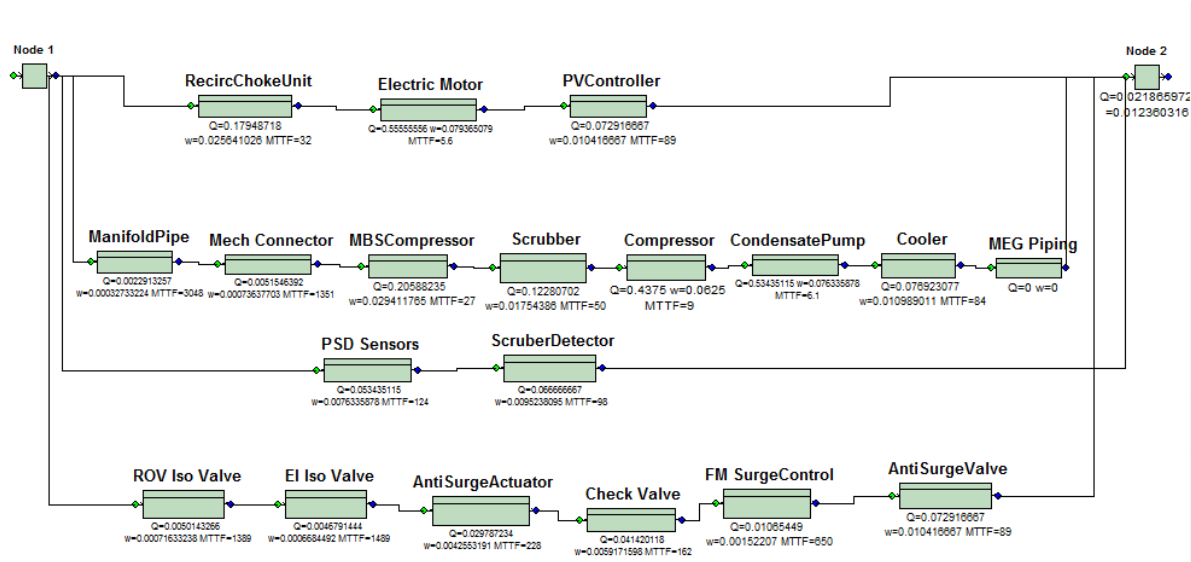 Node 1
Node 2
RecircChokeUnit
Electric Motor
PVController
Q=0.17948718
w=0.025641026 MTTF=32
Q=0.55555556 w=0.079365079
MTTF=5.6
Q=0.072916667
w=0.010416667 MTTF=89
Q=0.021865972
=0.012360316
ManifoldPipe
Mech Connector
MBSCompressor
Scrubber
Compressor
CondensatePump
Cooler
MEG Piping
Q=0.0022913257
w=0.00032733224 MTTF=3048
Q=0.0051546392
w=0.00073637703 MTTF=1351
Q=0.20588235
w=0.029411765 MTTF=27
Q=0.12280702
w=0.01754386 MTTF=50
Q=0.4375 w=0.0625
MTTF=9
Q=0.53435115 w=0.076335878
MTTF=6.1
Q=0.076923077
w=0.010989011 MTTF=84
Q=0 w=0
PSD Sensors
ScruberDetector
Q=0.053435115
w=0.0076335878 MTTF=124
Q=0.066666667
w=0.0095238095 MTTF=98
ROV Iso Valve
EI Iso Valve
AntiSurgeActuator
Check Valve
FM SurgeControl
AntiSurgeValve
Q=0.0050143266
w=0.00071633238 MTTF=1389
Q=0.0046791444
w=0.0006684492 MTTF=1489
Q=0.029787234
w=0.0042553191 MTTF=228
Q=0.041420118
w=0.0059171598 MTTF=162
Q=0.01065449
w=0.00152207 MTTF=650
Q=0.072916667
w=0.010416667 MTTF=89